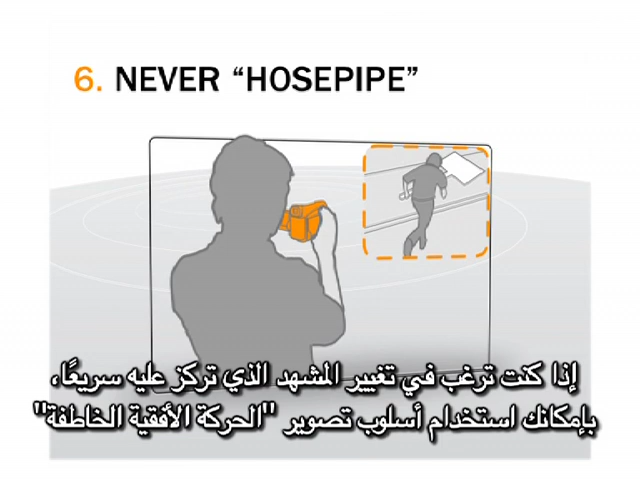 6. NEVER “HOSEPIPE”
إذا كنت ترغب في تغيير المشهد الذي تركز عليه سريعًا،
بإمكانك استخدام أسلوب تصوير "الحركة الأفقية الخاطفة"